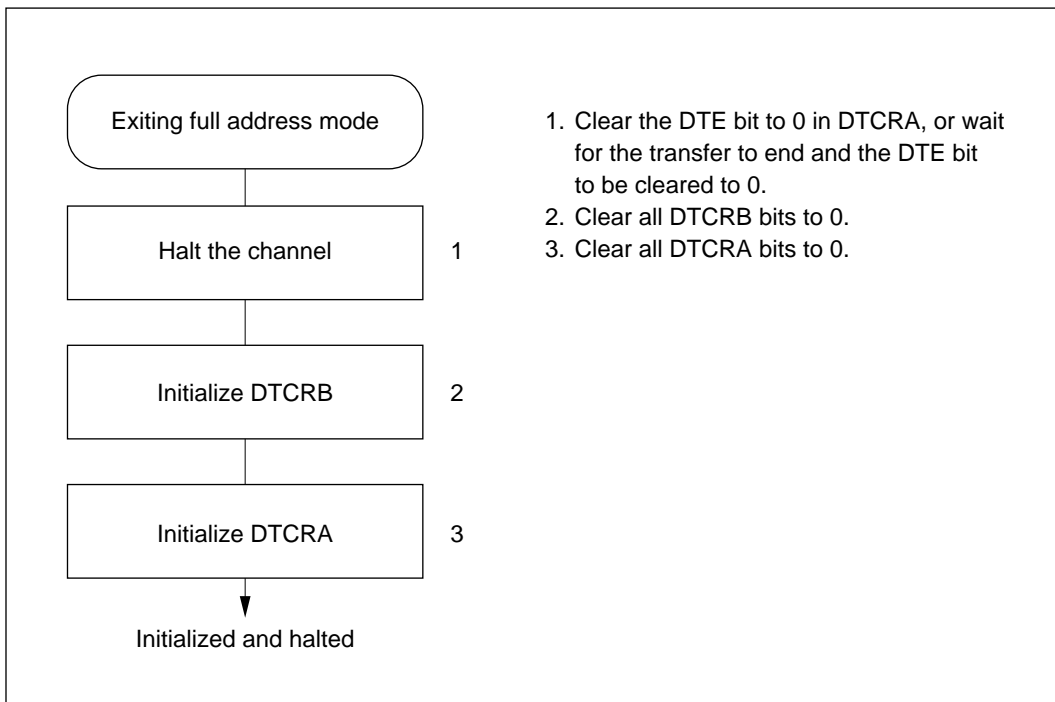 Exiting full address mode
Halt the channel
1
Initialize DTCRB
2
Initialize DTCRA
3
Initialized and halted
1. Clear the DTE bit to 0 in DTCRA, or wait
for the transfer to end and the DTE bit
to be cleared to 0.
2. Clear all DTCRB bits to 0.
3. Clear all DTCRA bits to 0.